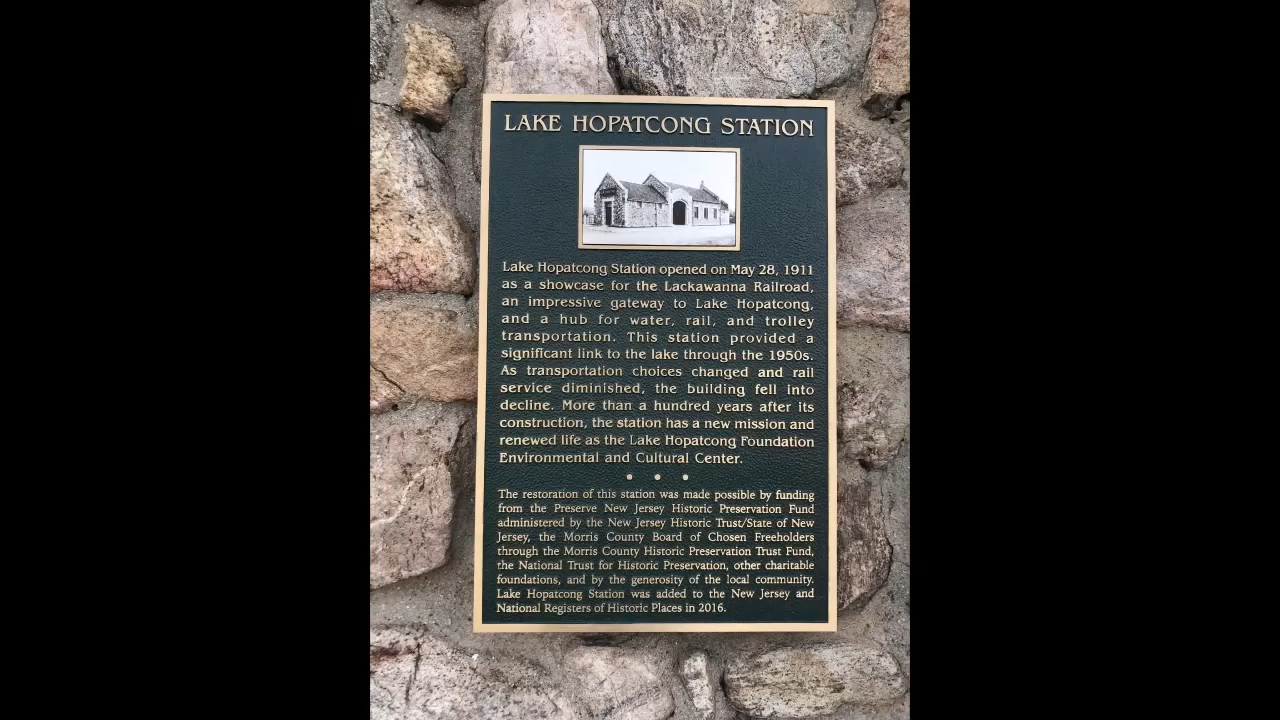 LAKE HOPATCONG STATION
Lake Hopatcong Station opened on May 28, 1911
as a showcase for the Lackawanna Railroad,
an impressive gateway to Lake Hopatcong,
and a hub for water, rail, and trolley
transportation. This station provided a
significant link to the lake through the 1950s.
As transportation choices changed and rail
service diminished, the building fell into
decline. More than a hundred years after its
construction, the station has a new mission and
renewed life as the Lake Hopatcong Foundation
Environmental and Cultural Center.
• • •
The restoration of this station was made possible by funding
from the Preserve New Jersey Historic Preservation Fund
administered by the New Jersey Historic Trust/State of New
Jersey, the Morris County Board of Chosen Freeholders
through the Morris County Historic Preservation Trust Fund,
the National Trust for Historic Preservation, other charitable
foundations, and by the generosity of the local community.
Lake Hopatcong Station was added to the New Jersey and
National Registers of Historic Places in 2016.